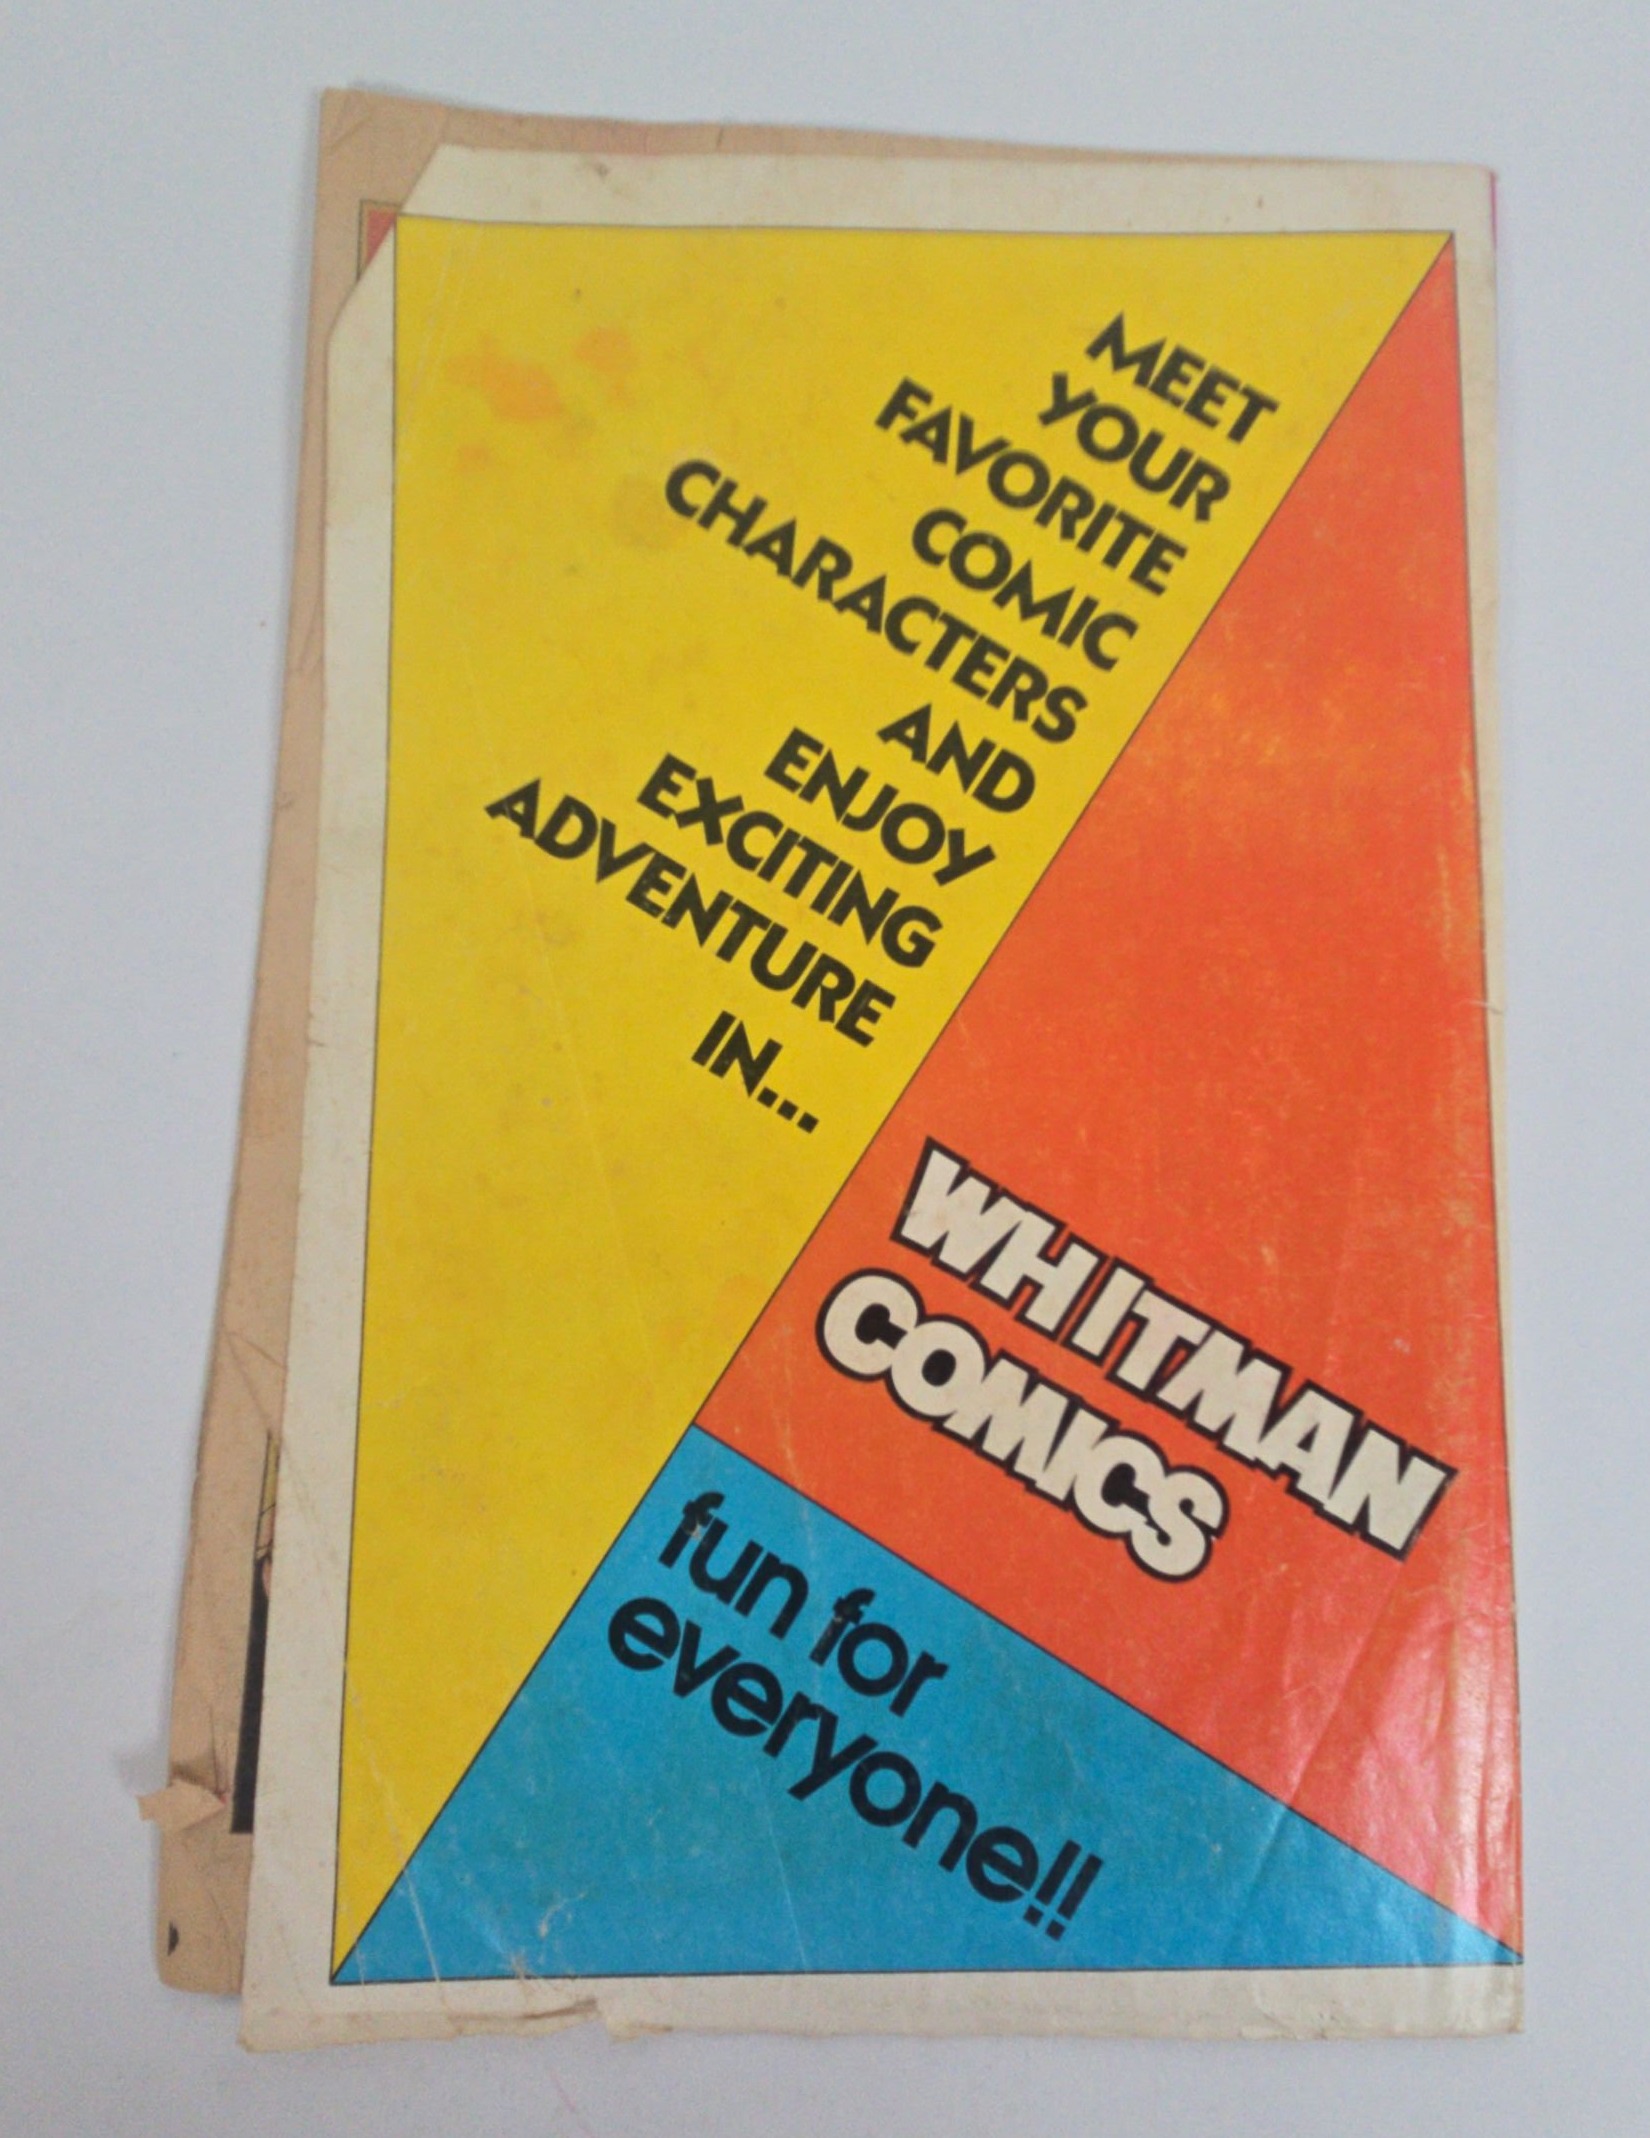 MEET
YOUR
FAVORITE
COMIC
CHARACTERS
AND
ENJOY
EXCITING
ADVENTURE
IN...
WHITMAN
COMICS
fun for
everyone!!